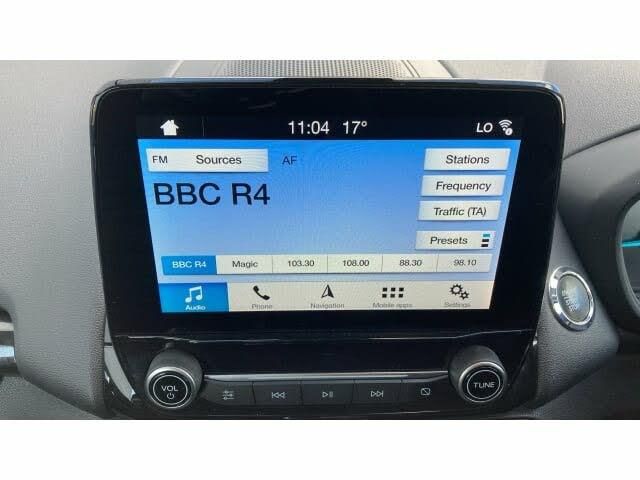 11:04 17° LO
FM Sources AF Stations
BBC R4
Frequency
Traffic (TA)
Presets
BBC R4 Magic 103.30 108.00 88.30 98.10
Audio Phone Navigation Mobile apps Settings
VOL TUNE